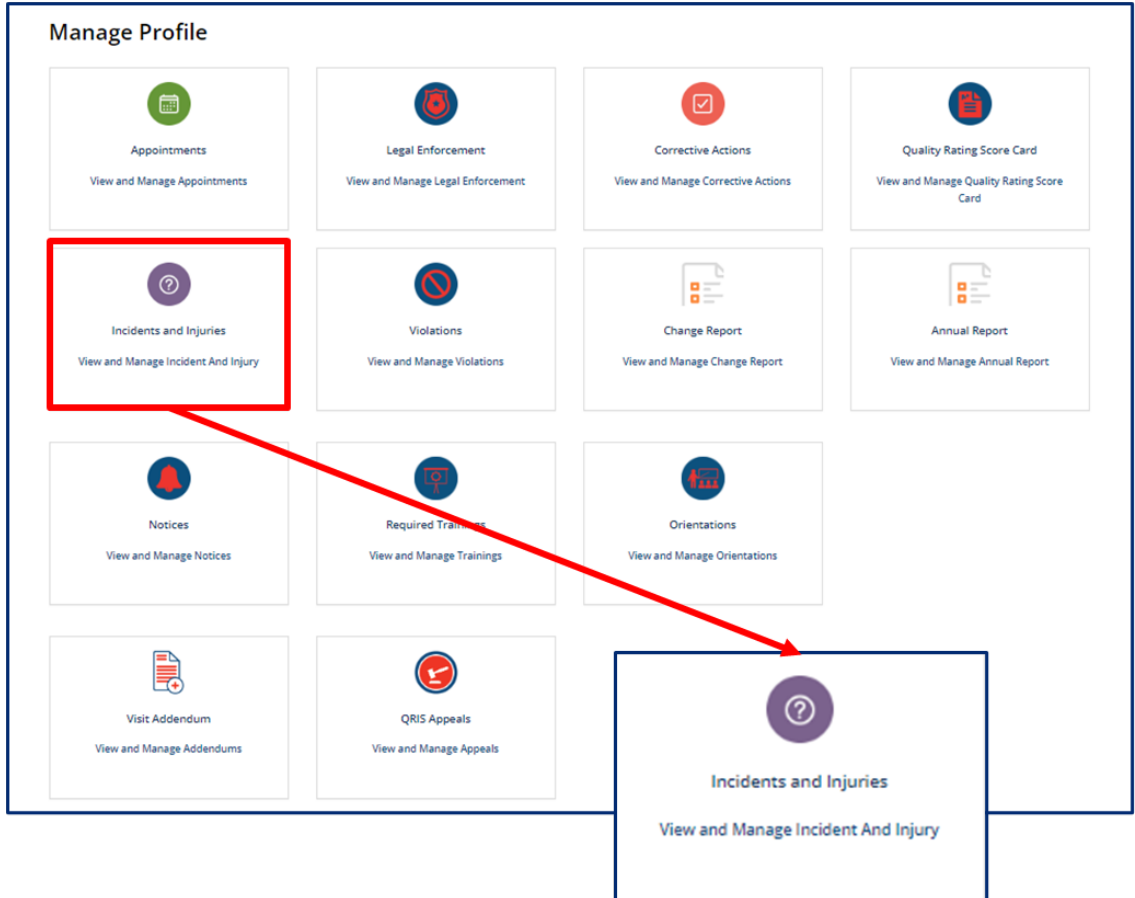 Manage Profile
Appointments
View and Manage Appointments
Legal Enforcement
View and Manage Legal Enforcement
Corrective Actions
View and Manage Corrective Actions
Quality Rating Score Card
View and Manage Quality Rating Score
Card
Incidents and Injuries
View and Manage Incident And Injury
Violations
View and Manage Violations
Change Report
View and Manage Change Report
Annual Report
View and Manage Annual Report
Notices
View and Manage Notices
Required Trainings
View and Manage Trainings
Orientations
View and Manage Orientations
Visit Addendum
View and Manage Addendums
QRIS Appeals
View and Manage Appeals
Incidents and Injuries
View and Manage Incident And Injury